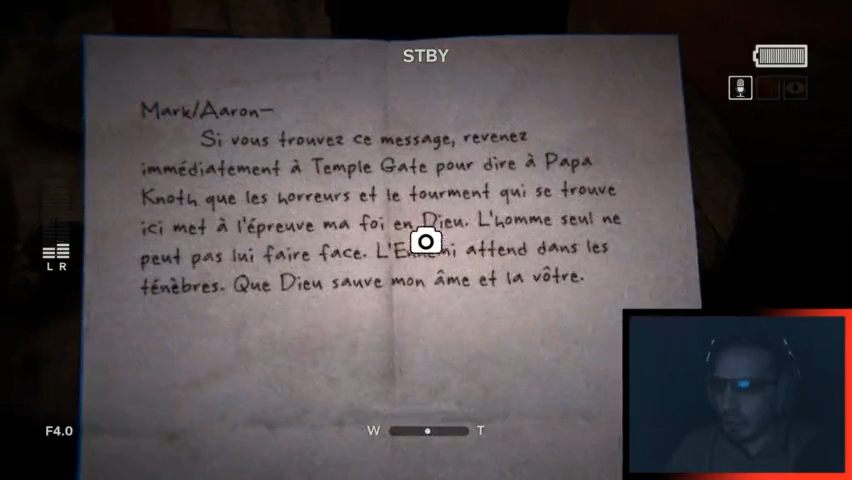 STBY
Mark/Aaron-
Si vous trouvez ce message, revenez
immédiatement à Temple Gate pour dire à Papa
Knoth que les horreurs et le tourment qui se trouve
ici met à l'épreuve ma foi en Dieu. L'homme seul ne
peut pas lui faire face. L'Ennemi attend dans les
ténèbres. Que Dieu sauve mon âme et la vôtre.
L R
F4.0
W T